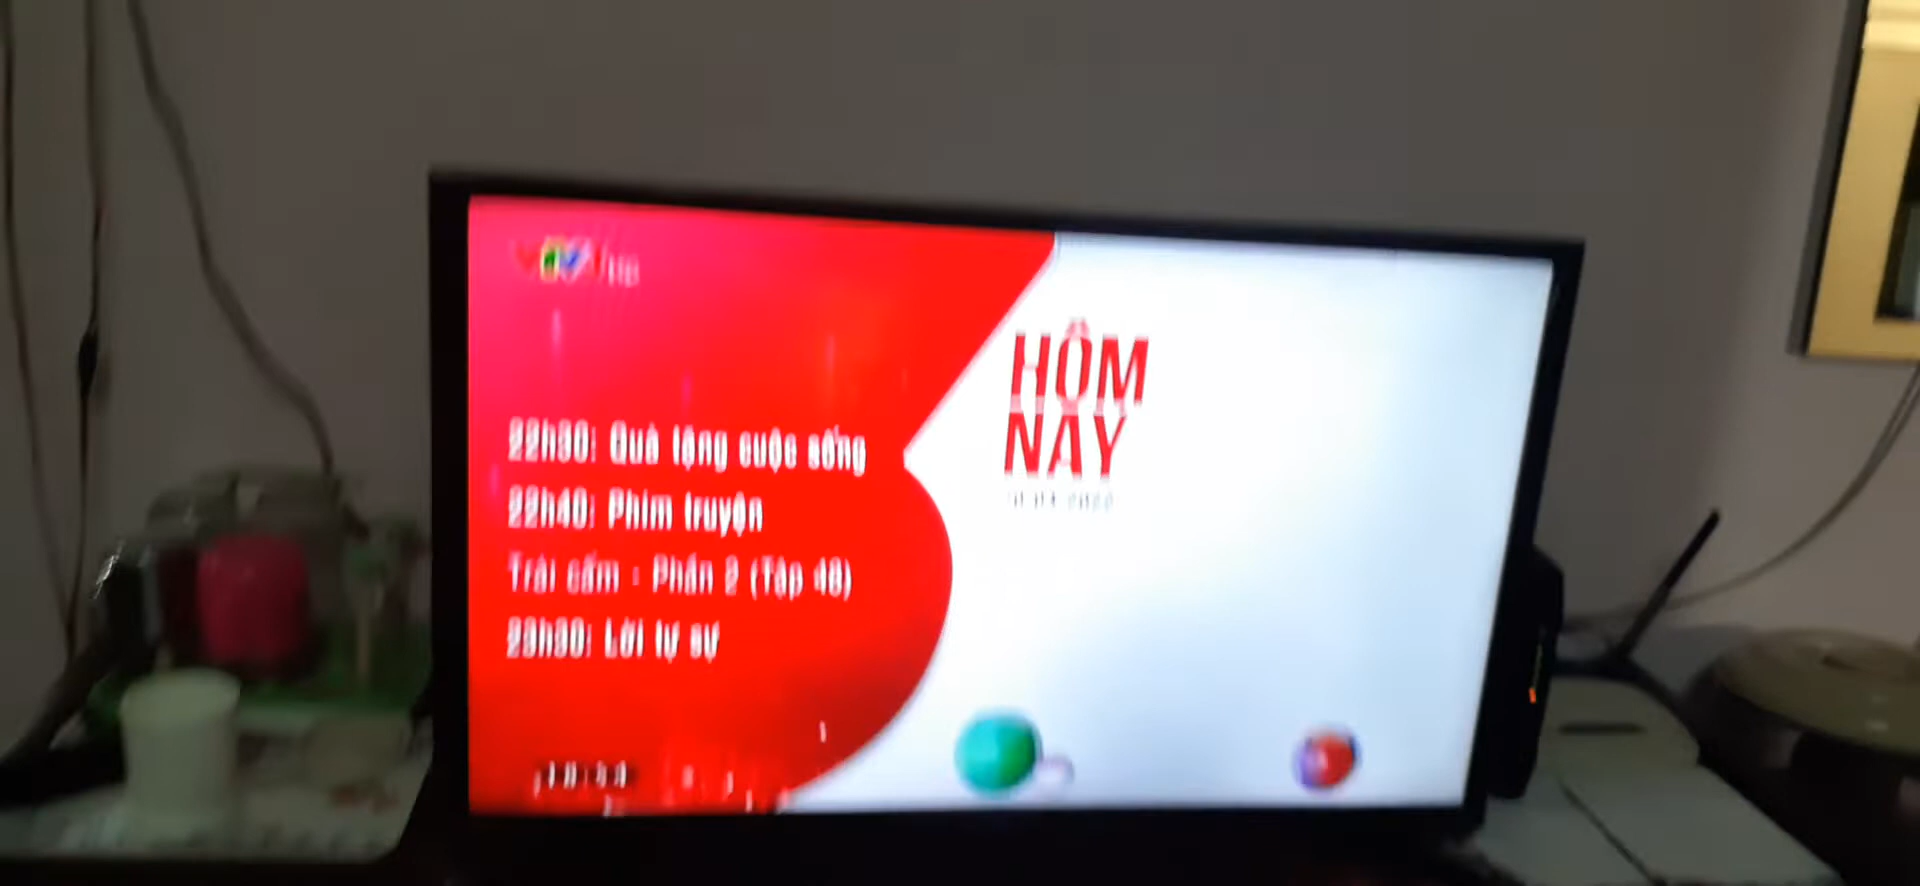 22h30: Quà tặng cuộc sống
22h40: Phim truyện
Trái cấm - Phần 2 (Tập 48)
23h30: Lời tự sự
HÔM
NAY